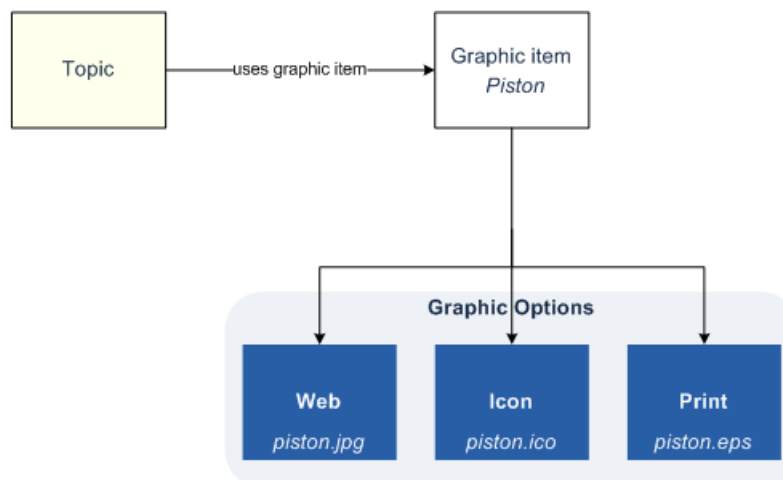 Topic
uses graphic item
Graphic item
Piston
Graphic Options
Web
piston.jpg
Icon
piston.ico
Print
piston.eps